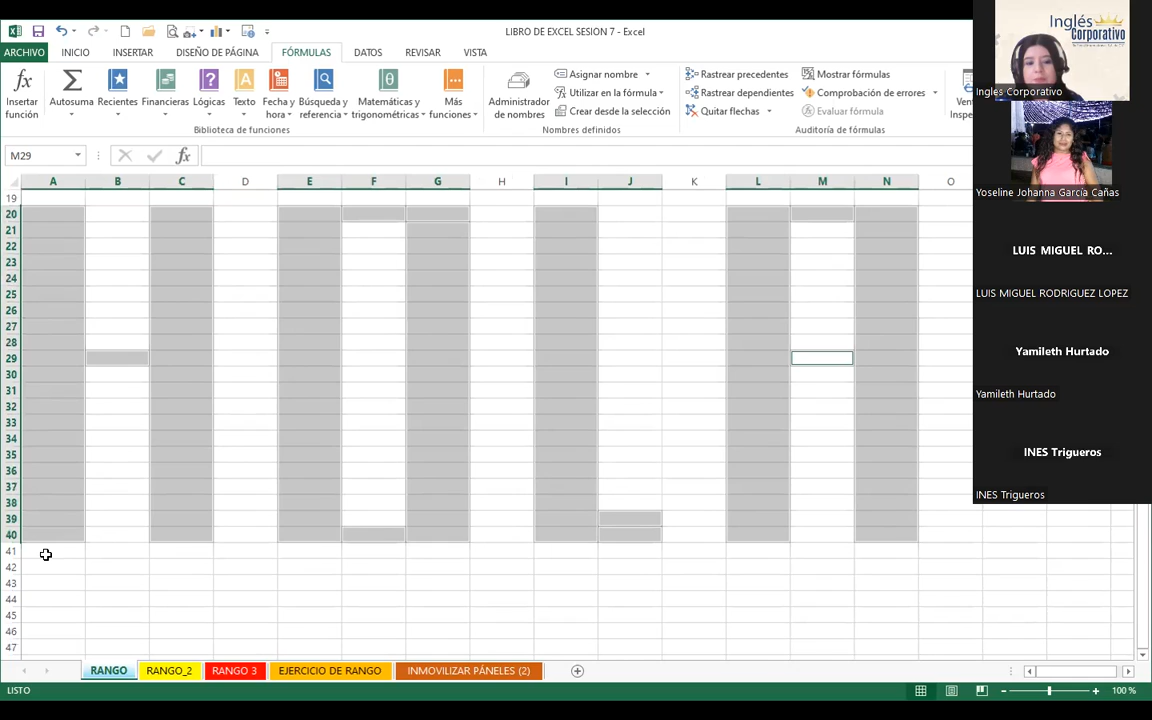 LIBRO DE EXCEL SESION 7 - Excel
ARCHIVO INICIO INSERTAR DISEÑO DE PÁGINA FÓRMULAS DATOS REVISAR VISTA
fx Insertar función
Σ Autosuma
Recientes
Financieras
? Lógicas
A Texto
Fecha y hora
Búsqueda y referencia
θ Matemáticas y trigonométricas
Más funciones
Biblioteca de funciones
Administrador de nombres
Asignar nombre
Utilizar en la fórmula
Crear desde la selección
Nombres definidos
Rastrear precedentes
Rastrear dependientes
Quitar flechas
Mostrar fórmulas
Comprobación de errores
Evaluar fórmula
Auditoría de fórmulas
M29
fx
A B C D E F G H I J K L M N O
19
20
21
22
23
24
25
26
27
28
29
30
31
32
33
34
35
36
37
38
39
40
41
42
43
44
45
46
47
RANGO RANGO_2 RANGO 3 EJERCICIO DE RANGO INMOVILIZAR PÁNELES (2)
LISTO
100 %
Inglés
Corporativo
Ingles Corporativo
Yoseline Johanna García Cañas
LUIS MIGUEL RO...
LUIS MIGUEL RODRIGUEZ LOPEZ
Yamileth Hurtado
Yamileth Hurtado
INES Trigueros
INES Trigueros